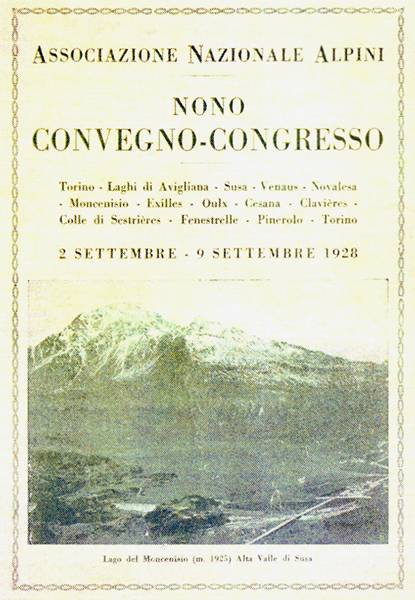 ASSOCIAZIONE NAZIONALE ALPINI
NONO
CONVEGNO-CONGRESSO
Torino - Laghi di Avigliana - Susa - Venaus - Novalesa
- Moncenisio - Exilles - Oulx - Cesana - Clavières -
Colle di Sestrières - Fenestrelle - Pinerolo - Torino
2 SETTEMBRE - 9 SETTEMBRE 1928
Lago del Moncenisio (m. 1925) Alta Valle di Susa